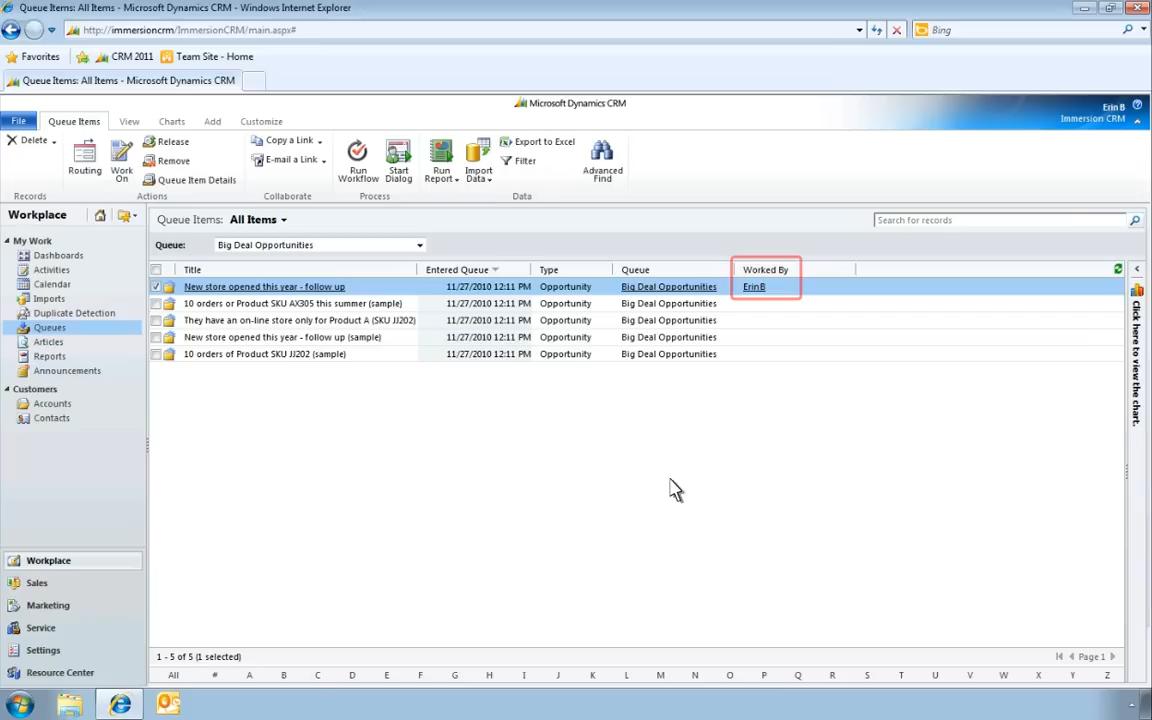 Queue Items: All Items - Microsoft Dynamics CRM - Windows Internet Explorer
http://immersioncrm/ImmersionCRM/main.aspx#
Bing
Favorites CRM 2011 Team Site - Home
Queue Items: All Items - Microsoft Dynamics CRM
Microsoft Dynamics CRM
Erin B
Immersion CRM
File Queue Items View Charts Add Customize
Delete
Routing
Work On
Release
Remove
Queue Item Details
Copy a Link
E-mail a Link
Run Workflow
Start Dialog
Run Report
Import Data
Export to Excel
Filter
Advanced Find
Records Actions Collaborate Process Data
Workplace
My Work
Dashboards
Activities
Calendar
Imports
Duplicate Detection
Queues
Articles
Reports
Announcements
Customers
Accounts
Contacts
Workplace
Sales
Marketing
Service
Settings
Resource Center
Queue Items: All Items
Search for records
Queue: Big Deal Opportunities
Title Entered Queue Type Queue Worked By
New store opened this year - follow up 11/27/2010 12:11 PM Opportunity Big Deal Opportunities ErinB
10 orders or Product SKU AX305 this summer (sample) 11/27/2010 12:11 PM Opportunity Big Deal Opportunities
They have an on-line store only for Product A (SKU JJ202) 11/27/2010 12:11 PM Opportunity Big Deal Opportunities
New store opened this year - follow up (sample) 11/27/2010 12:11 PM Opportunity Big Deal Opportunities
10 orders of Product SKU JJ202 (sample) 11/27/2010 12:11 PM Opportunity Big Deal Opportunities
Click here to view the chart.
1 - 5 of 5 (1 selected) Page 1
All # A B C D E F G H I J K L M N O P Q R S T U V W X Y Z